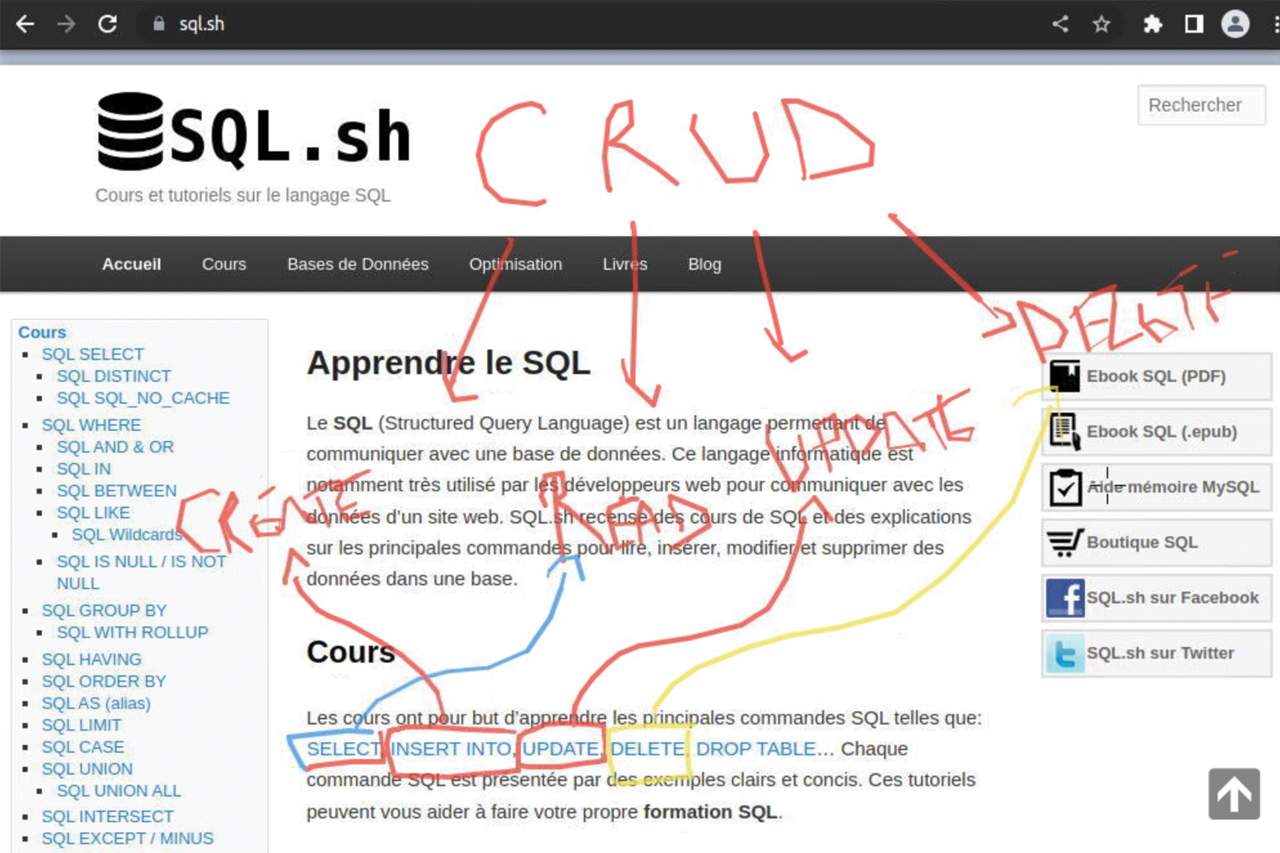 sql.sh
SQL.sh
Cours et tutoriels sur le langage SQL
Rechercher
CRUD
Accueil Cours Bases de Données Optimisation Livres Blog
Cours
SQL SELECT
SQL DISTINCT
SQL SQL_NO_CACHE
SQL WHERE
SQL AND & OR
SQL IN
SQL BETWEEN
SQL LIKE
SQL Wildcards
SQL IS NULL / IS NOT
NULL
SQL GROUP BY
SQL WITH ROLLUP
SQL HAVING
SQL ORDER BY
SQL AS (alias)
SQL LIMIT
SQL CASE
SQL UNION
SQL UNION ALL
SQL INTERSECT
SQL EXCEPT / MINUS
Apprendre le SQL
Le SQL (Structured Query Language) est un langage permettant de
communiquer avec une base de données. Ce langage informatique est
notamment très utilisé par les développeurs web pour communiquer avec les
données d'un site web. SQL.sh recense des cours de SQL et des explications
sur les principales commandes pour lire, insérer, modifier et supprimer des
données dans une base.
CREATE
READ
UPDATE
DELETE
Cours
Les cours ont pour but d'apprendre les principales commandes SQL telles que:
SELECT, INSERT INTO, UPDATE, DELETE, DROP TABLE… Chaque
commande SQL est présentée par des exemples clairs et concis. Ces tutoriels
peuvent vous aider à faire votre propre formation SQL.
Ebook SQL (PDF)
Ebook SQL (.epub)
Aide-mémoire MySQL
Boutique SQL
SQL.sh sur Facebook
SQL.sh sur Twitter